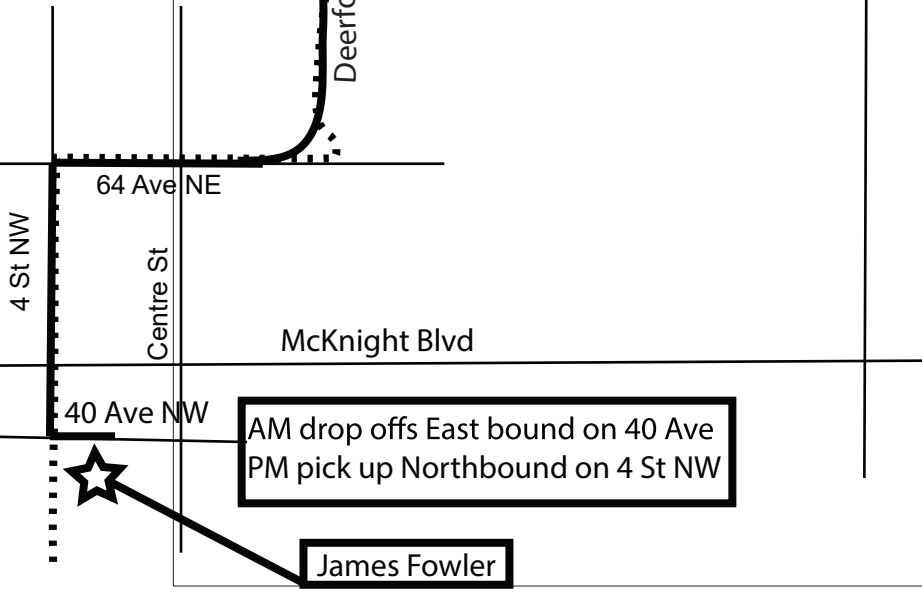 Deerfo
64 Ave NE
4 St NW
Centre St
McKnight Blvd
40 Ave NW
AM drop offs East bound on 40 Ave
PM pick up Northbound on 4 St NW
James Fowler